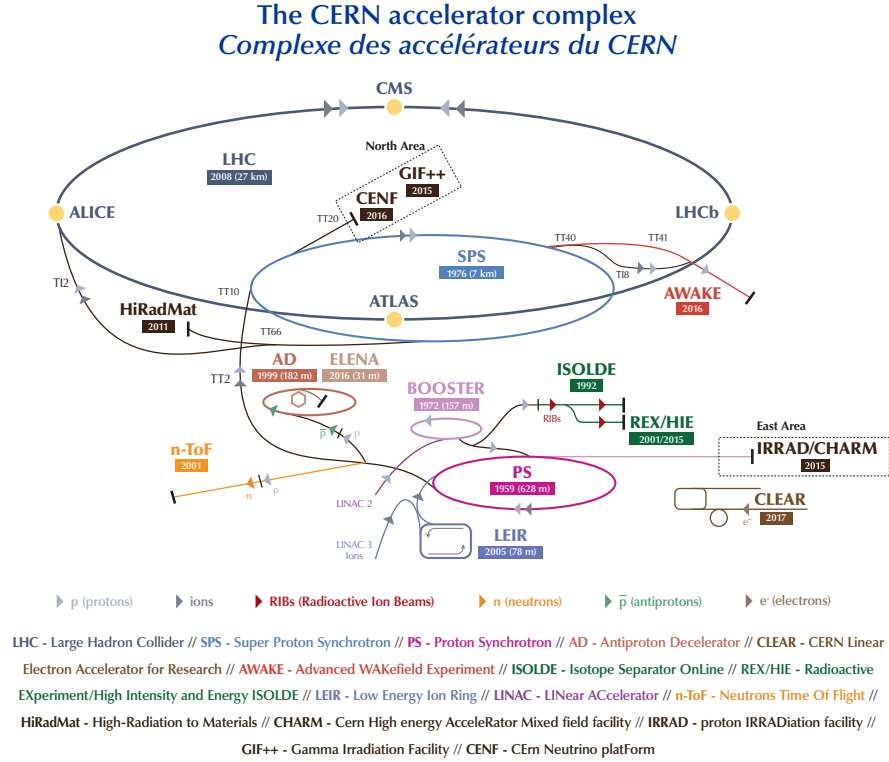 The CERN accelerator complex
Complexe des accélérateurs du CERN
CMS
North Area
LHC
2008 (27 km)
GIF++
2015
CENF
2016
ALICE
TT20
LHCb
TT40
TT41
SPS
1976 (7 km)
TI8
TI2
TT10
AWAKE
2016
ATLAS
HiRadMat
2011
TT66
AD
1999 (182 m)
ELENA
2016 (31 m)
TT2
BOOSTER
1972 (157 m)
ISOLDE
1992
RIBs
REX/HIE
2001/2015
p̅
p
East Area
n-ToF
2001
IRRAD/CHARM
2015
PS
1959 (628 m)
n
p
LINAC 2
CLEAR
2017
e-
LINAC 3
Ions
LEIR
2005 (78 m)
p (protons)
ions
RIBs (Radioactive Ion Beams)
n (neutrons)
p̅ (antiprotons)
e- (electrons)
LHC - Large Hadron Collider // SPS - Super Proton Synchrotron // PS - Proton Synchrotron // AD - Antiproton Decelerator // CLEAR - CERN Linear
Electron Accelerator for Research // AWAKE - Advanced WAKefield Experiment // ISOLDE - Isotope Separator OnLine // REX/HIE - Radioactive
EXperiment/High Intensity and Energy ISOLDE // LEIR - Low Energy Ion Ring // LINAC - LINear ACcelerator // n-ToF - Neutrons Time Of Flight //
HiRadMat - High-Radiation to Materials // CHARM - Cern High energy AcceleRator Mixed field facility // IRRAD - proton IRRADiation facility //
GIF++ - Gamma Irradiation Facility // CENF - CErn Neutrino platForm